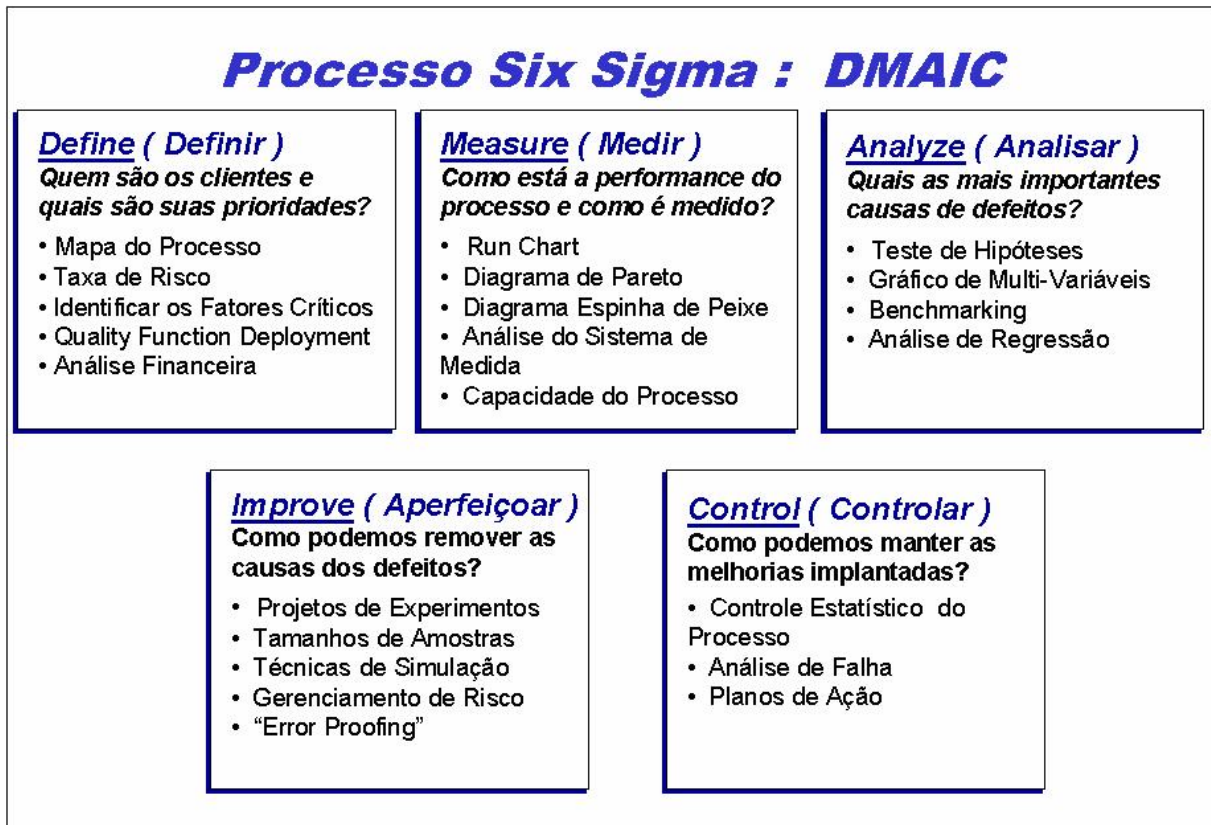 Processo Six Sigma : DMAIC
Define ( Definir )
Quem são os clientes e
quais são suas prioridades?
• Mapa do Processo
• Taxa de Risco
• Identificar os Fatores Críticos
• Quality Function Deployment
• Análise Financeira
Measure ( Medir )
Como está a performance do
processo e como é medido?
• Run Chart
• Diagrama de Pareto
• Diagrama Espinha de Peixe
• Análise do Sistema de
Medida
• Capacidade do Processo
Analyze ( Analisar )
Quais as mais importantes
causas de defeitos?
• Teste de Hipóteses
• Gráfico de Multi-Variáveis
• Benchmarking
• Análise de Regressão
Improve ( Aperfeiçoar )
Como podemos remover as
causas dos defeitos?
• Projetos de Experimentos
• Tamanhos de Amostras
• Técnicas de Simulação
• Gerenciamento de Risco
• “Error Proofing”
Control ( Controlar )
Como podemos manter as
melhorias implantadas?
• Controle Estatístico do
Processo
• Análise de Falha
• Planos de Ação